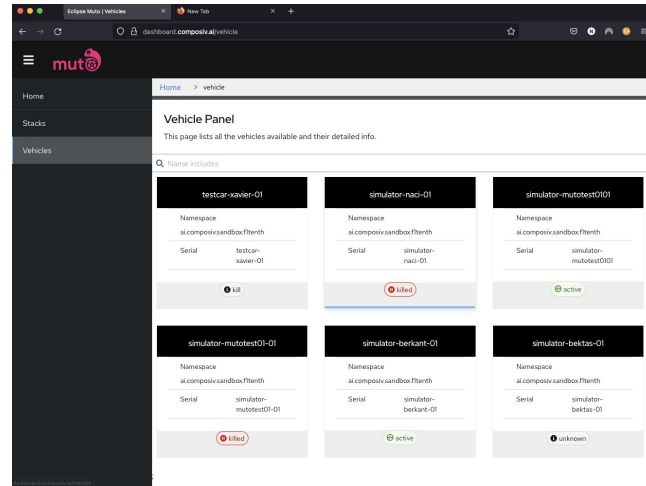 Eclipse Muto | Vehicles
New Tab
dashboard.composiv.ai/vehicle
muto
Home
Stacks
Vehicles
Home > vehicle
Vehicle Panel
This page lists all the vehicles available and their detailed info.
Name includes
testcar-xavier-01
Namespace
ai.composiv.sandbox.f1tenth
Serial testcar-
xavier-01
kill
simulator-naci-01
Namespace
ai.composiv.sandbox.f1tenth
Serial simulator-
naci-01
killed
simulator-mutotest0101
Namespace
ai.composiv.sandbox.f1tenth
Serial simulator-
mutotest0101
active
simulator-mutotest01-01
Namespace
ai.composiv.sandbox.f1tenth
Serial simulator-
mutotest01-01
killed
simulator-berkant-01
Namespace
ai.composiv.sandbox.f1tenth
Serial simulator-
berkant-01
active
simulator-bektas-01
Namespace
ai.composiv.sandbox.f1tenth
Serial simulator-
bektas-01
unknown
dashboard.composiv.ai/vehicle